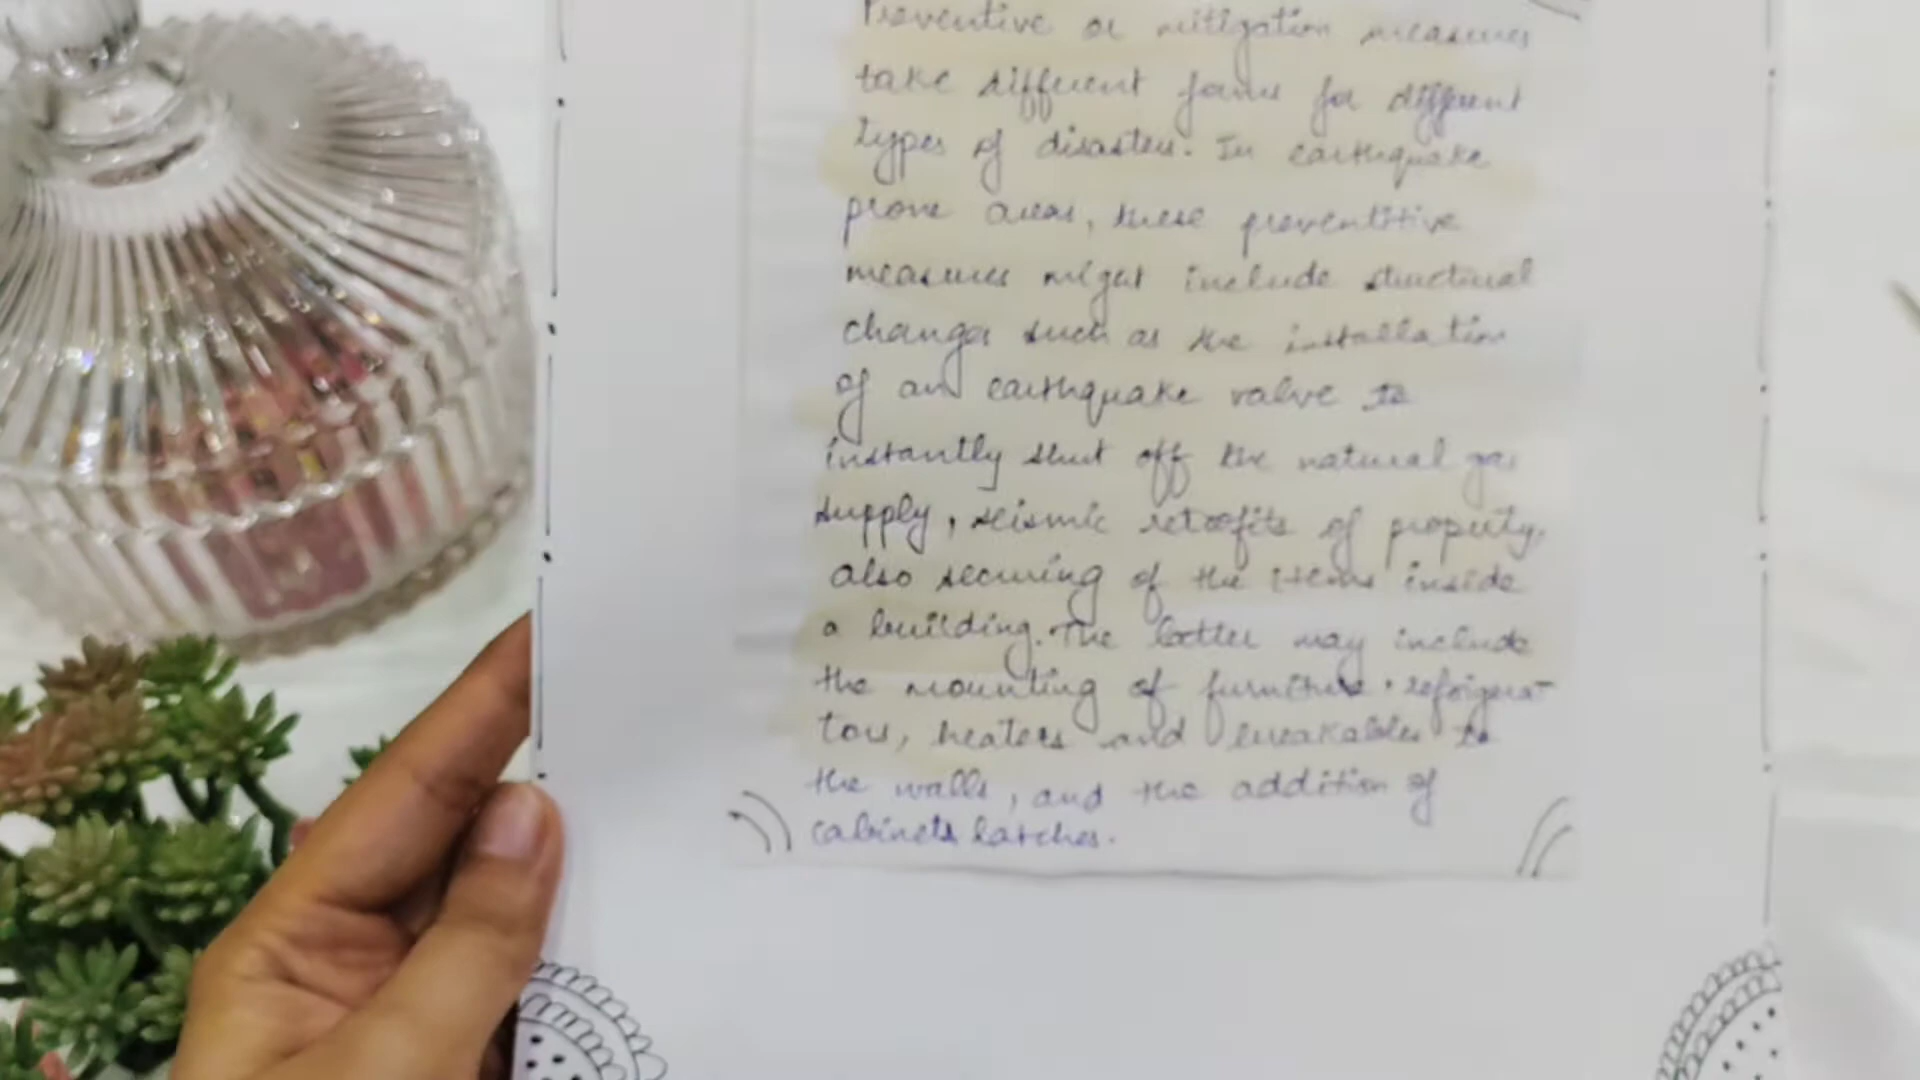 Preventive or mitigation measures
take different forms for different
types of disasters. In earthquake
prone areas, these preventitive
measures might include structural
changes such as the installation
of an earthquake valve to
instantly shut off the natural gas
supply, seismic retrofits of property,
also securing of the items inside
a building. The latter may include
the mounting of furniture, refrigerat-
tors, heaters and breakables to
the walls, and the addition of
cabinets latches.